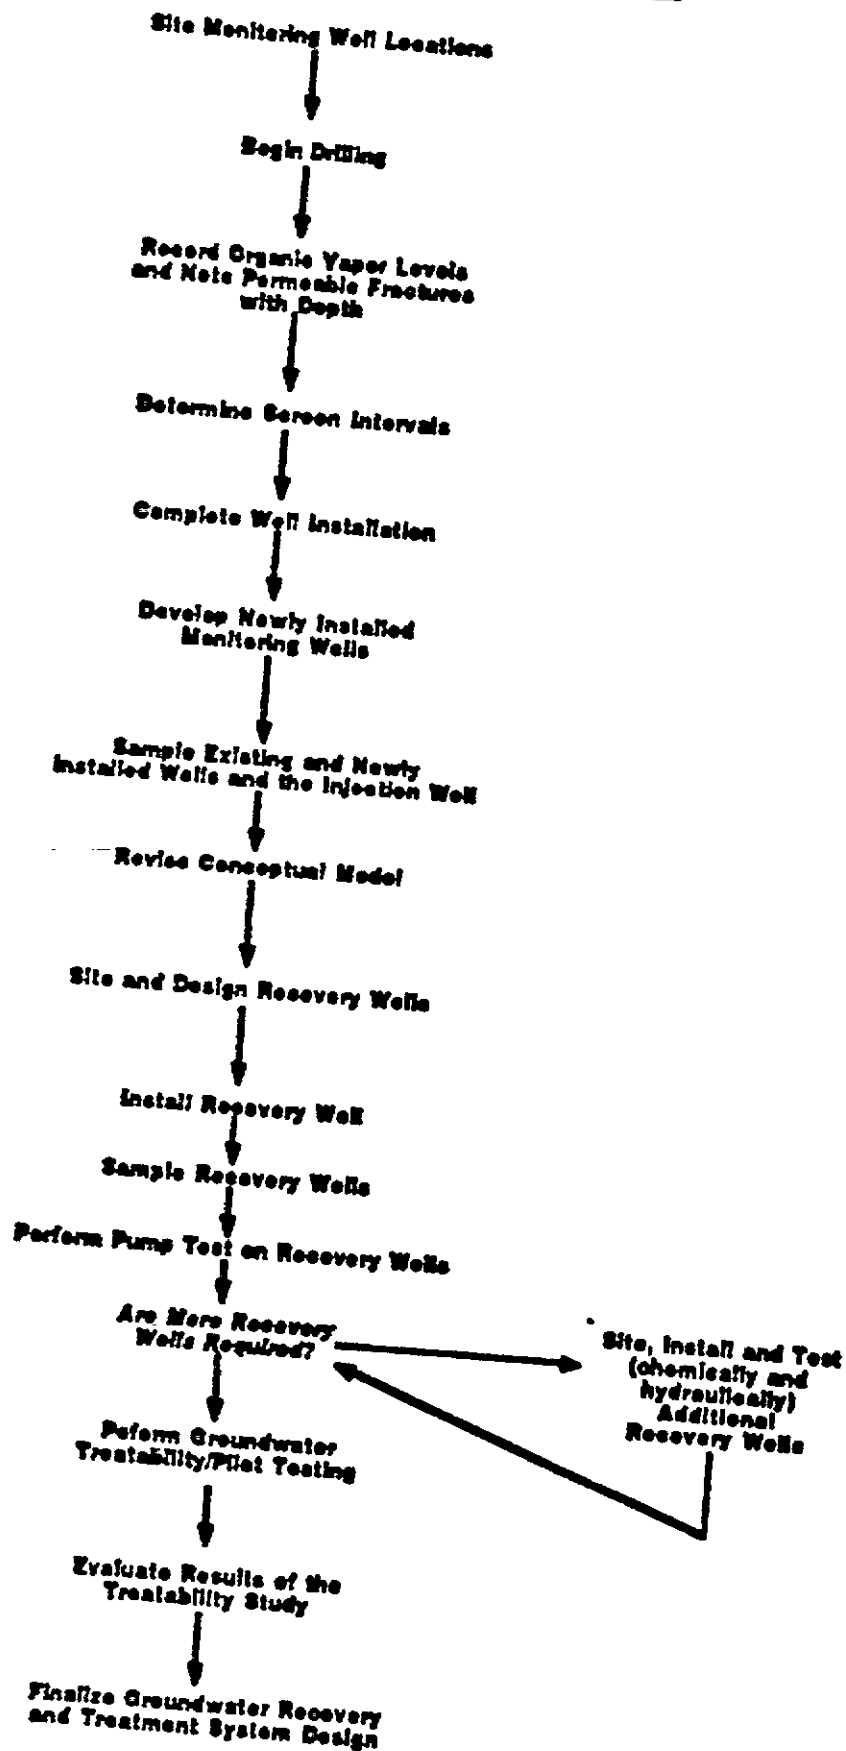 Site Monitoring Well Locations
Begin Drilling
Record Organic Vapor Levels
and Note Permeable Fractures
with Depth
Determine Screen Intervals
Complete Well Installation
Develop Newly Installed
Monitoring Wells
Sample Existing and Newly
Installed Wells and the Injection Well
Revise Conceptual Model
Site and Design Recovery Wells
Install Recovery Well
Sample Recovery Wells
Perform Pump Test on Recovery Wells
Are More Recovery
Wells Required?
Site, Install and Test
(chemically and
hydraulically)
Additional
Recovery Wells
Peform Groundwater
Treatability/Pilot Testing
Evaluate Results of the
Treatability Study
Finalize Groundwater Recovery
and Treatment System Design